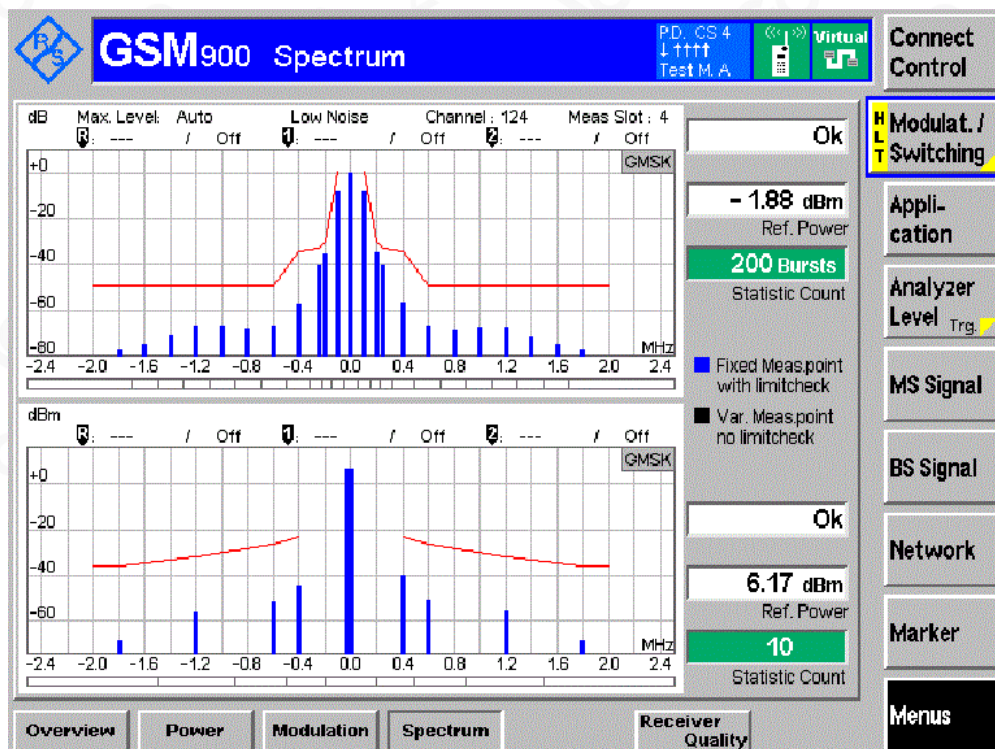 R/S
GSM900 Spectrum
PD. CS 4
↓ ↑↑↑↑
Test M. A
Virtual
Connect
Control
dB Max. Level: Auto Low Noise Channel : 124 Meas Slot : 4
R: --- / Off 1: --- / Off 2: --- / Off
GMSK
+0
-20
-40
-60
-80
MHz
-2.4 -2.0 -1.6 -1.2 -0.8 -0.4 0.0 0.4 0.8 1.2 1.6 2.0 2.4
Ok
- 1.88 dBm
Ref. Power
200 Bursts
Statistic Count
Fixed Meas.point
with limitcheck
Var. Meas.point
no limitcheck
dBm
R: --- / Off 1: --- / Off 2: --- / Off
GMSK
+0
-20
-40
-60
MHz
-2.4 -2.0 -1.6 -1.2 -0.8 -0.4 0.0 0.4 0.8 1.2 1.6 2.0 2.4
Ok
6.17 dBm
Ref. Power
10
Statistic Count
H
L
T
Modulat. /
Switching
Appli-
cation
Analyzer
Level Trg.
MS Signal
BS Signal
Network
Marker
Menus
Overview
Power
Modulation
Spectrum
Receiver
Quality